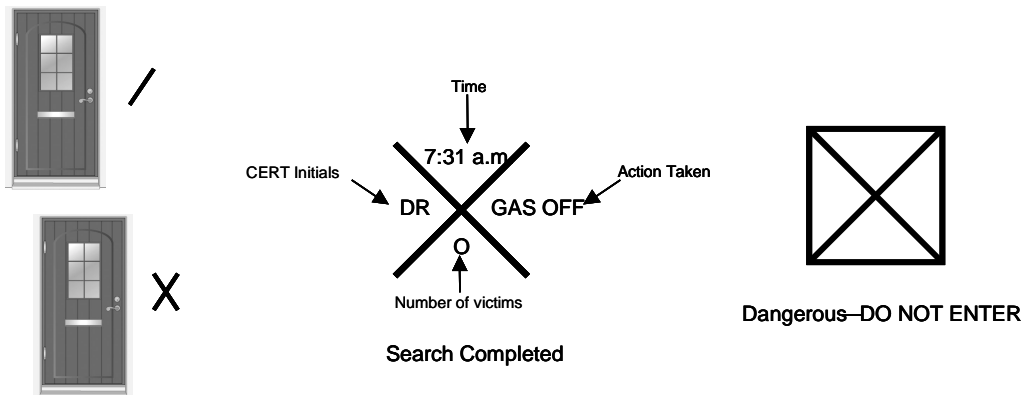 Time
7:31 a.m
CERT Initials
Action Taken
DR
GAS OFF
O
Number of victims
Search Completed
Dangerous—DO NOT ENTER